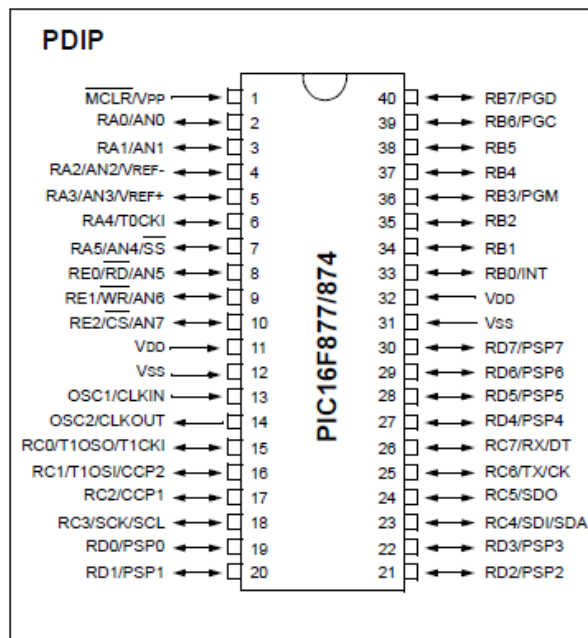 PDIP
MCLR/VPP 1 40 RB7/PGD
RA0/AN0 2 39 RB6/PGC
RA1/AN1 3 38 RB5
RA2/AN2/VREF- 4 37 RB4
RA3/AN3/VREF+ 5 36 RB3/PGM
RA4/T0CKI 6 35 RB2
RA5/AN4/SS 7 34 RB1
RE0/RD/AN5 8 33 RB0/INT
RE1/WR/AN6 9 32 VDD
RE2/CS/AN7 10 31 VSS
VDD 11 30 RD7/PSP7
VSS 12 29 RD6/PSP6
OSC1/CLKIN 13 28 RD5/PSP5
OSC2/CLKOUT 14 27 RD4/PSP4
RC0/T1OSO/T1CKI 15 26 RC7/RX/DT
RC1/T1OSI/CCP2 16 25 RC6/TX/CK
RC2/CCP1 17 24 RC5/SDO
RC3/SCK/SCL 18 23 RC4/SDI/SDA
RD0/PSP0 19 22 RD3/PSP3
RD1/PSP1 20 21 RD2/PSP2
PIC16F877/874